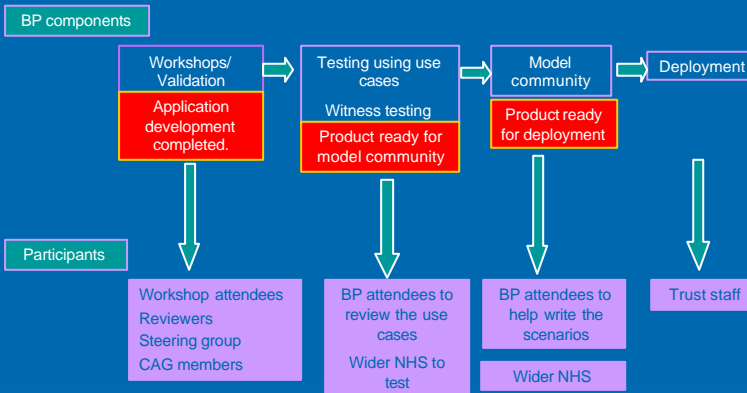 BP components
Workshops/
Validation
Application
development
completed.
Testing using use
cases
Witness testing
Product ready for
model community
Model
community
Product ready
for deployment
Deployment
Participants
Workshop attendees
Reviewers
Steering group
CAG members
BP attendees to
review the use
cases
Wider NHS to
test
BP attendees to
help write the
scenarios
Wider NHS
Trust staff